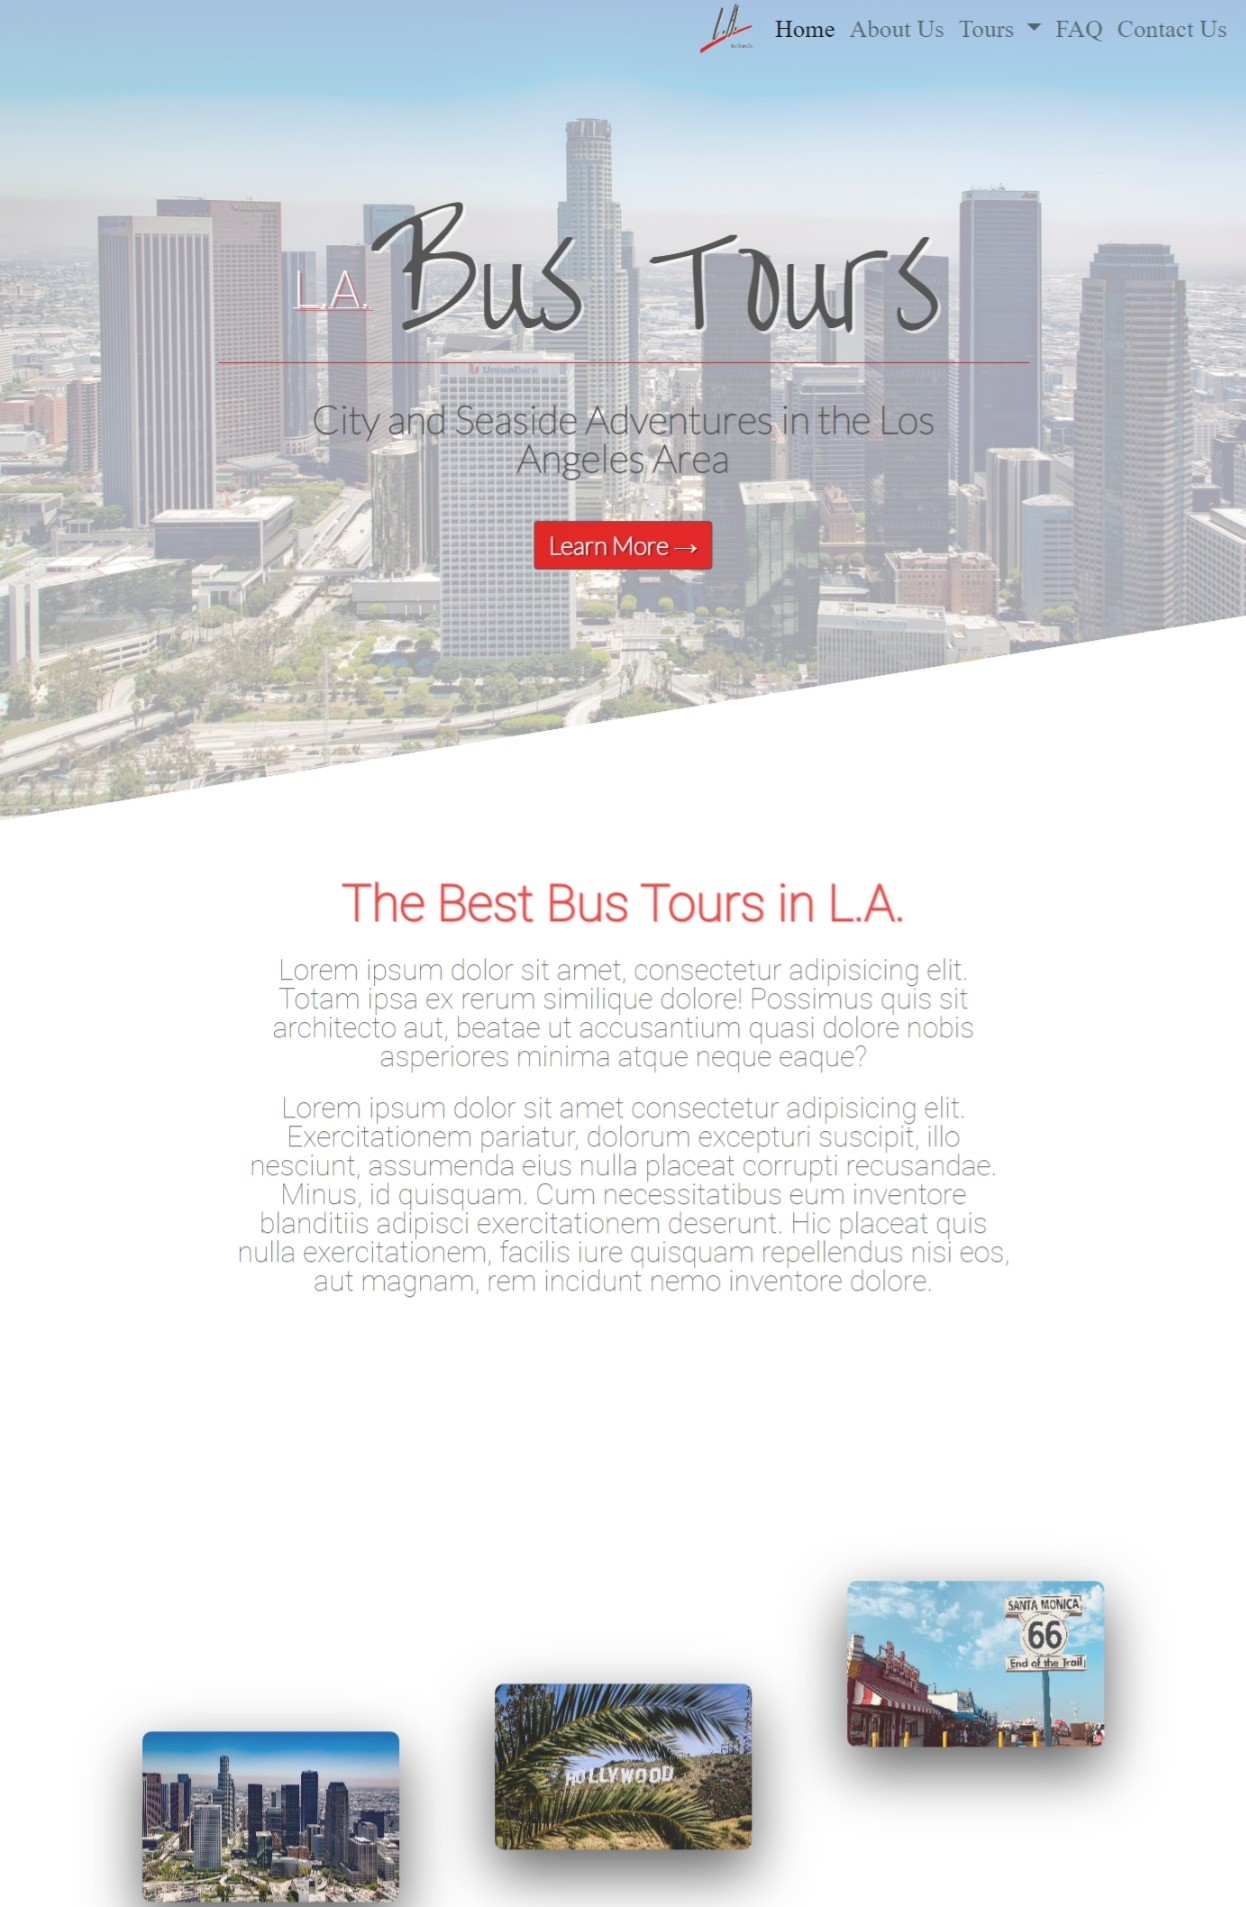 L.A.
Home About Us Tours FAQ Contact Us
L.A. Bus Tours
UnionBank
City and Seaside Adventures in the Los
Angeles Area
Learn More →
The Best Bus Tours in L.A.
Lorem ipsum dolor sit amet, consectetur adipisicing elit.
Totam ipsa ex rerum similique dolore! Possimus quis sit
architecto aut, beatae ut accusantium quasi dolore nobis
asperiores minima atque neque eaque?
Lorem ipsum dolor sit amet consectetur adipisicing elit.
Exercitationem pariatur, dolorum excepturi suscipit, illo
nesciunt, assumenda eius nulla placeat corrupti recusandae.
Minus, id quisquam. Cum necessitatibus eum inventore
blanditiis adipisci exercitationem deserunt. Hic placeat quis
nulla exercitationem, facilis iure quisquam repellendus nisi eos,
aut magnam, rem incidunt nemo inventore dolore.
SANTA MONICA
66
End of the Trail
HOLLYWOOD